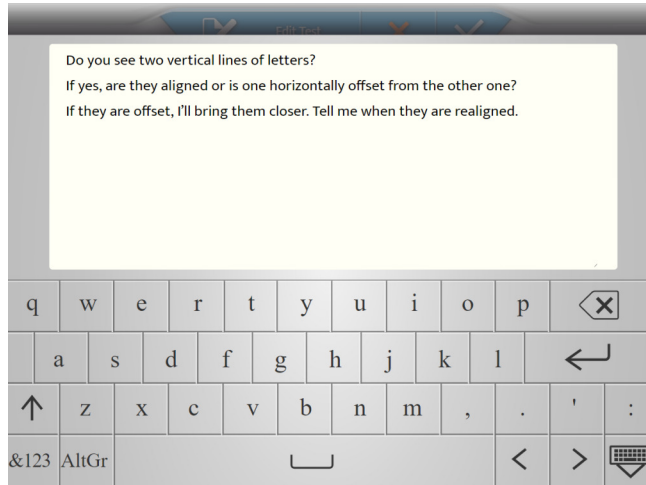 Edit Test
Do you see two vertical lines of letters?
If yes, are they aligned or is one horizontally offset from the other one?
If they are offset, I'll bring them closer. Tell me when they are realigned.
q w e r t y u i o p
a s d f g h j k l
z x c v b n m , . ' :
&123 AltGr < >